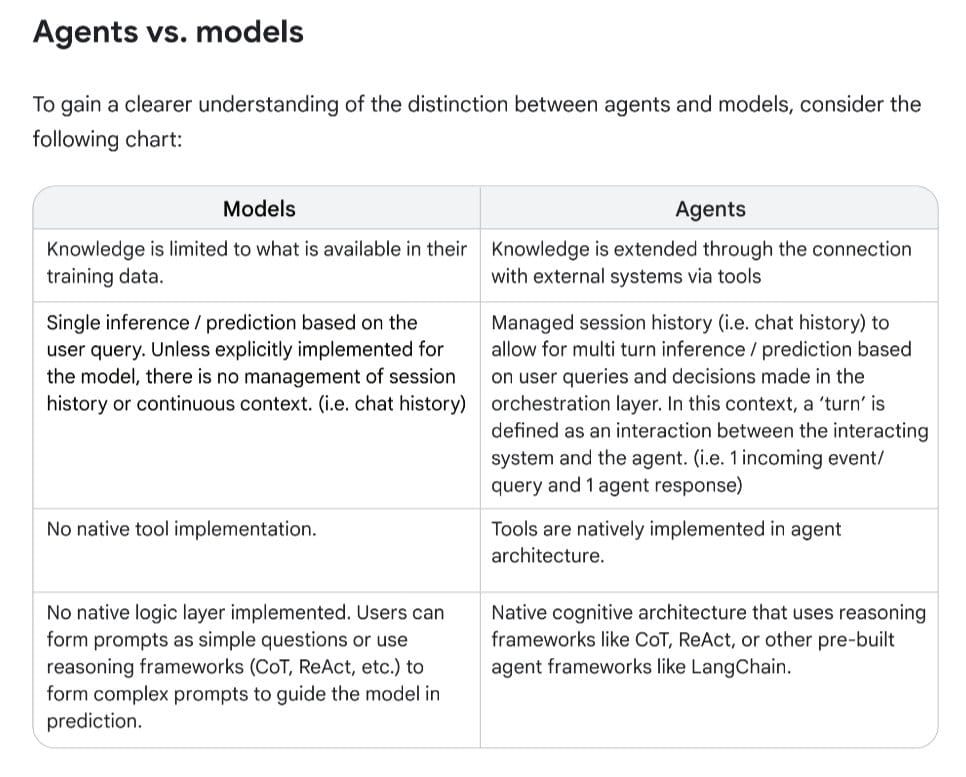 Agents vs. models
To gain a clearer understanding of the distinction between agents and models, consider the
following chart:
Models
Agents
Knowledge is limited to what is available in their
training data.
Knowledge is extended through the connection
with external systems via tools
Single inference / prediction based on the
user query. Unless explicitly implemented for
the model, there is no management of session
history or continuous context. (i.e. chat history)
Managed session history (i.e. chat history) to
allow for multi turn inference / prediction based
on user queries and decisions made in the
orchestration layer. In this context, a ‘turn’ is
defined as an interaction between the interacting
system and the agent. (i.e. 1 incoming event/
query and 1 agent response)
No native tool implementation.
Tools are natively implemented in agent
architecture.
No native logic layer implemented. Users can
form prompts as simple questions or use
reasoning frameworks (CoT, ReAct, etc.) to
form complex prompts to guide the model in
prediction.
Native cognitive architecture that uses reasoning
frameworks like CoT, ReAct, or other pre-built
agent frameworks like LangChain.